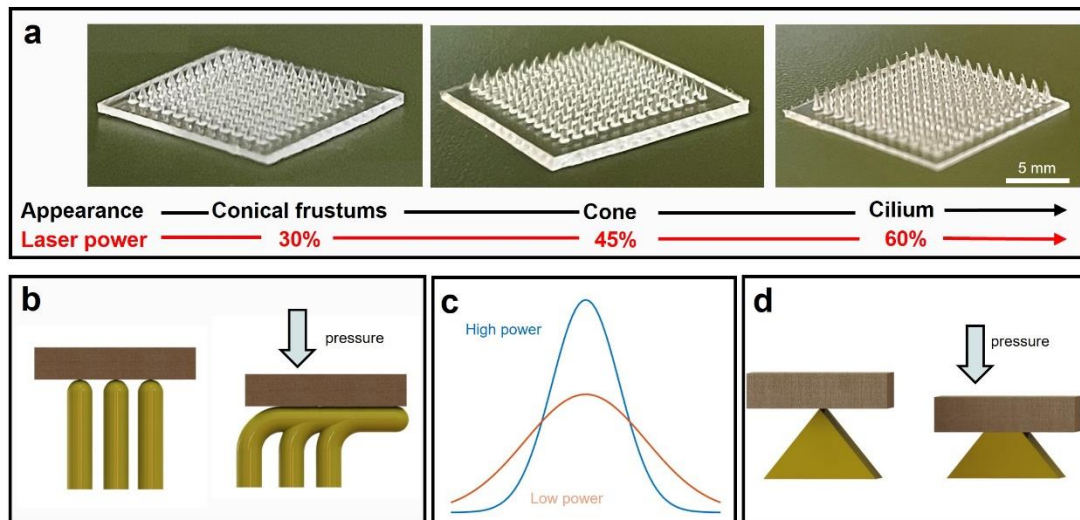 a
5 mm
Appearance Conical frustums Cone Cilium
Laser power 30% 45% 60%
b
pressure
c
High power
Low power
d
pressure